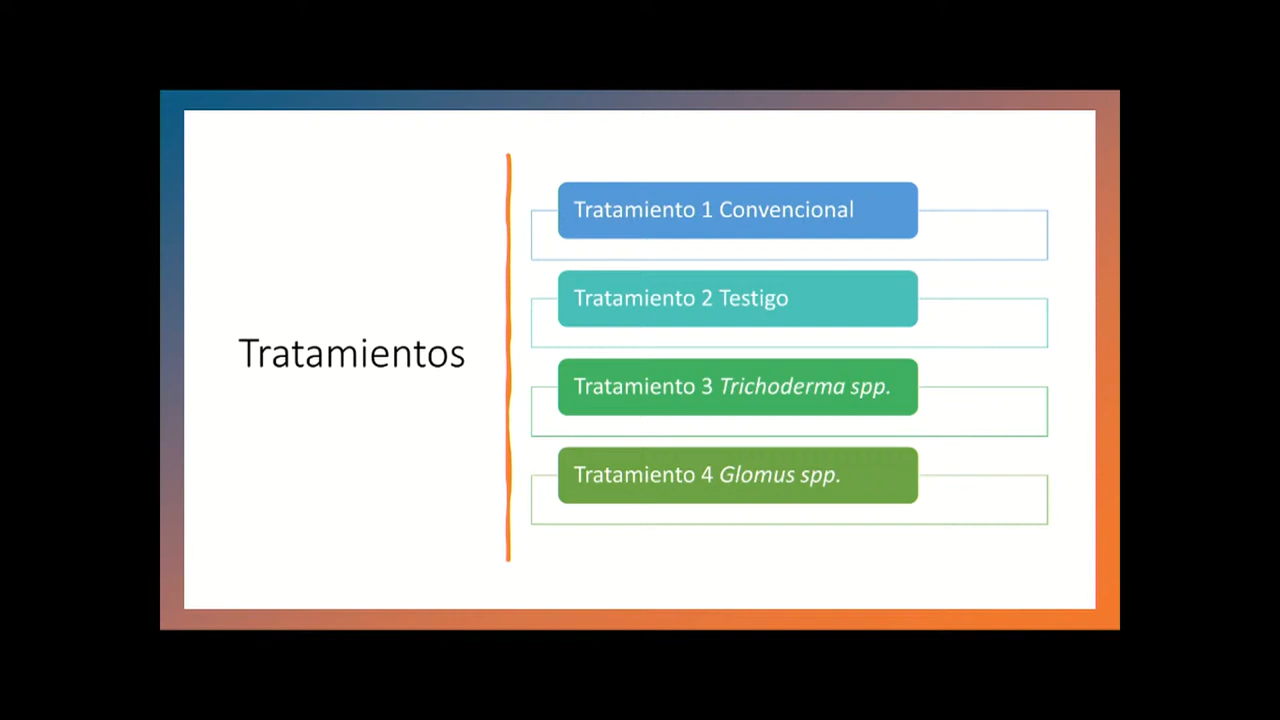 Tratamientos
Tratamiento 1 Convencional
Tratamiento 2 Testigo
Tratamiento 3 Trichoderma spp.
Tratamiento 4 Glomus spp.